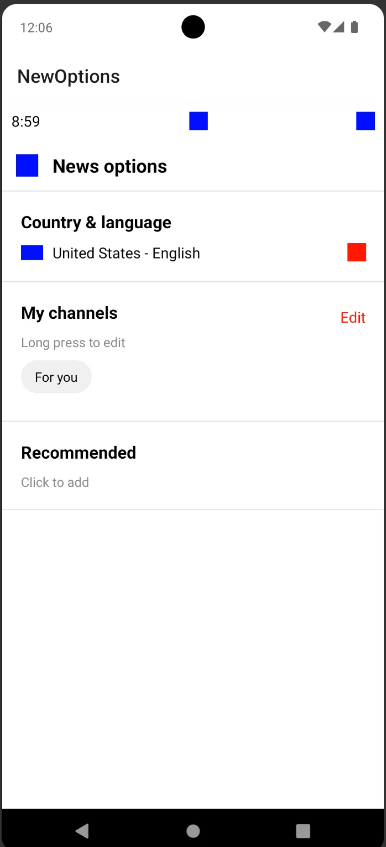 12:06
NewOptions
8:59
News options
Country & language
United States - English
My channels
Edit
Long press to edit
For you
Recommended
Click to add